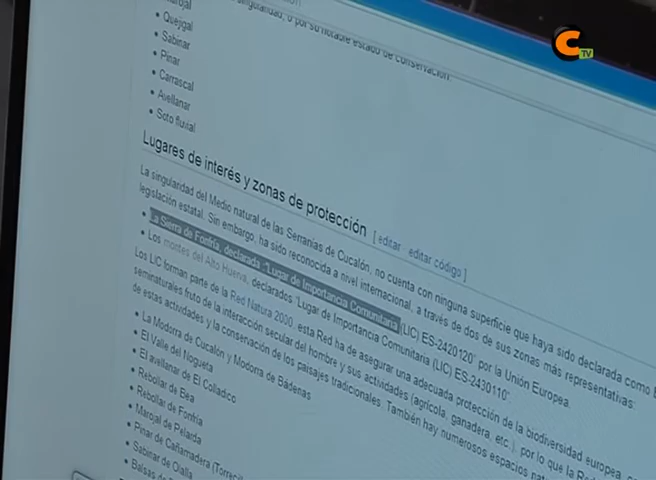 C TV
Marojal
Quejigal
Sabinar
Pinar
Carrascal
Avellanar
Soto fluvial
singularidad, o por su notable estado de conservación.
Lugares de interés y zonas de protección [ editar · editar código ]
La singularidad del Medio natural de las Serranías de Cucalón, no cuenta con ninguna superficie que haya sido declarada como
legislación estatal. Sin embargo, ha sido reconocida a nivel internacional, a través de dos de sus zonas más representativas:
La Sierra de Fonfría, declarada "Lugar de Importancia Comunitaria (LIC) ES-2420120" por la Unión Europea.
Los montes del Alto Huerva, declarados "Lugar de Importancia Comunitaria (LIC) ES-2430110".
Los LIC forman parte de la Red Natura 2000, esta Red ha de asegurar una adecuada protección de la biodiversidad europea,
seminaturales fruto de la interacción secular del hombre y sus actividades (agrícola, ganadera, etc.), por lo que la Red
de estas actividades y la conservación de los paisajes tradicionales. También hay numerosos espacios
La Modorra de Cucalón y Modorra de Bádenas
El Valle del Nogueta
El avellanar de El Colladico
Rebollar de Bea
Rebollar de Fonfría
Marojal de Pelarda
Pinar de Cañamadera (Torrecil
Sabinar de Olalla
Balsas de